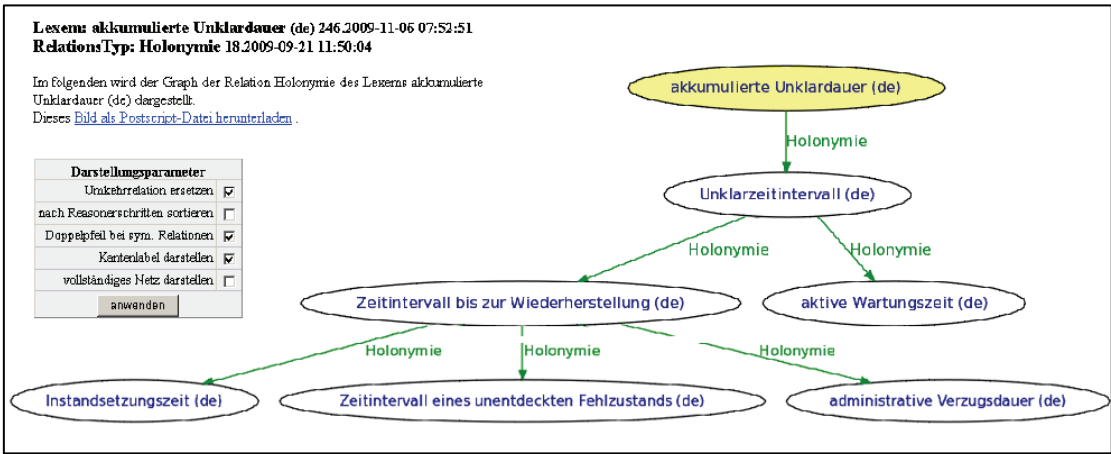 Lexem: akkumulierte Unklardauer (de) 246.2009-11-06 07:52:51
RelationsTyp: Holonymie 18.2009-09-21 11:50:04
Im folgenden wird der Graph der Relation Holonymie des Lexems akkumulierte
Unklardauer (de) dargestellt.
Dieses Bild als Postscript-Datei herunterladen .
Darstellungsparameter
Umkehrrelation ersetzen
nach Reasonerschritten sortieren
Doppelpfeil bei sym. Relationen
Kantenlabel darstellen
vollständiges Netz darstellen
anwenden
akkumulierte Unklardauer (de)
Holonymie
Unklarzeitintervall (de)
Holonymie
Holonymie
Zeitintervall bis zur Wiederherstellung (de)
aktive Wartungszeit (de)
Holonymie
Holonymie
Holonymie
Instandsetzungszeit (de)
Zeitintervall eines unentdeckten Fehlzustands (de)
administrative Verzugsdauer (de)